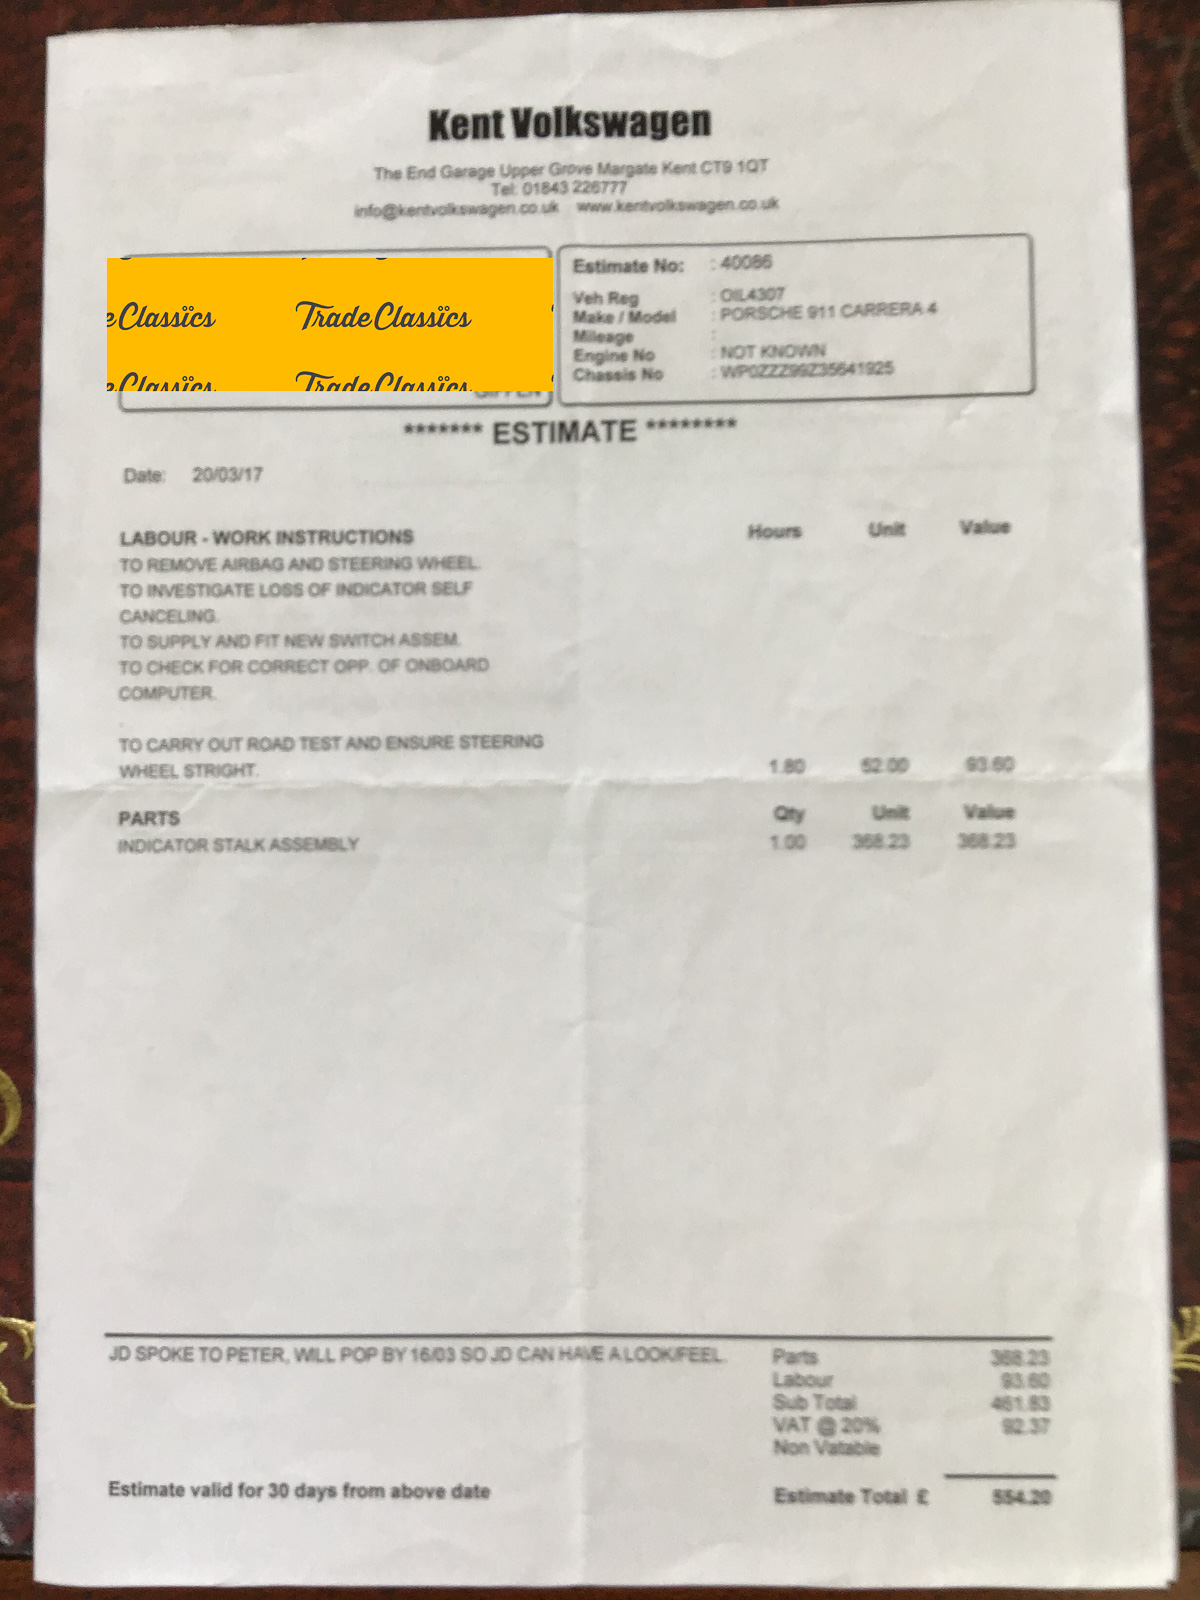 Kent Volkswagen
The End Garage Upper Grove Margate Kent CT9 1QT
Tel: 01843 226777
info@kentvolkswagen.co.uk www.kentvolkswagen.co.uk
e Classics
Trade Classics
e Classics
Trade Classics
Estimate No: : 40086
Veh Reg : OIL4307
Make / Model : PORSCHE 911 CARRERA 4
Mileage :
Engine No : NOT KNOWN
Chassis No : WP0ZZZ99Z3S641925
******* ESTIMATE ********
Date: 20/03/17
LABOUR - WORK INSTRUCTIONS Hours Unit Value
TO REMOVE AIRBAG AND STEERING WHEEL.
TO INVESTIGATE LOSS OF INDICATOR SELF
CANCELING.
TO SUPPLY AND FIT NEW SWITCH ASSEM.
TO CHECK FOR CORRECT OPP. OF ONBOARD
COMPUTER.
.
TO CARRY OUT ROAD TEST AND ENSURE STEERING
WHEEL STRIGHT. 1.80 52.00 93.60
PARTS Qty Unit Value
INDICATOR STALK ASSEMBLY 1.00 368.23 368.23
JD SPOKE TO PETER, WILL POP BY 16/03 SO JD CAN HAVE A LOOK/FEEL.
Parts 368.23
Labour 93.60
Sub Total 461.83
VAT @ 20% 92.37
Non Vatable
Estimate valid for 30 days from above date
Estimate Total £ 554.20